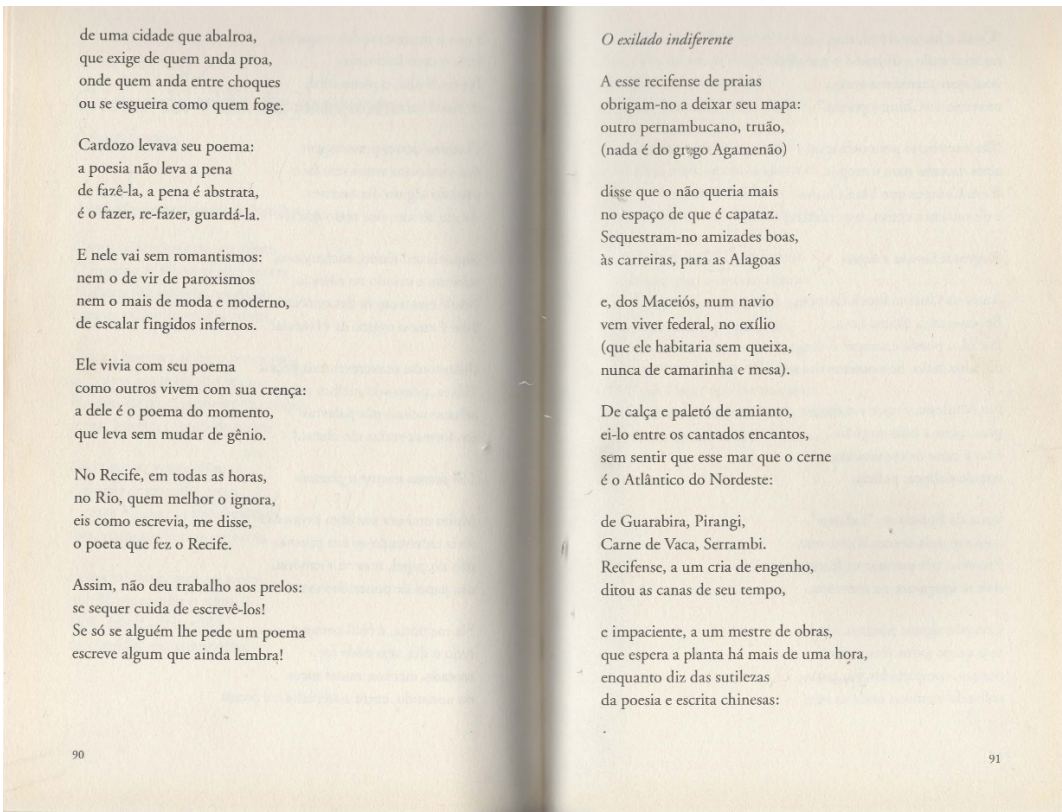 de uma cidade que abalroa,
que exige de quem anda proa,
onde quem anda entre choques
ou se esgueira como quem foge.
Cardozo levava seu poema:
a poesia não leva a pena
de fazê-la, a pena é abstrata,
é o fazer, re-fazer, guardá-la.
E nele vai sem romantismos:
nem o de vir de paroxismos
nem o mais de moda e moderno,
de escalar fingidos infernos.
Ele vivia com seu poema
como outros vivem com sua crença:
a dele é o poema do momento,
que leva sem mudar de gênio.
No Recife, em todas as horas,
no Rio, quem melhor o ignora,
eis como escrevia, me disse,
o poeta que fez o Recife.
Assim, não deu trabalho aos prelos:
se sequer cuida de escrevê-los!
Se só se alguém lhe pede um poema
escreve algum que ainda lembra!
90
O exilado indiferente
A esse recifense de praias
obrigam-no a deixar seu mapa:
outro pernambucano, truão,
(nada é do grego Agamenão)
disse que o não queria mais
no espaço de que é capataz.
Sequestram-no amizades boas,
às carreiras, para as Alagoas
e, dos Maceiós, num navio
vem viver federal, no exílio
(que ele habitaria sem queixa,
nunca de camarinha e mesa).
De calça e paletó de amianto,
ei-lo entre os cantados encantos,
sem sentir que esse mar que o cerne
é o Atlântico do Nordeste:
de Guarabira, Pirangi,
Carne de Vaca, Serrambi.
Recifense, a um cria de engenho,
ditou as canas de seu tempo,
e impaciente, a um mestre de obras,
que espera a planta há mais de uma hora,
enquanto diz das sutilezas
da poesia e escrita chinesas:
91